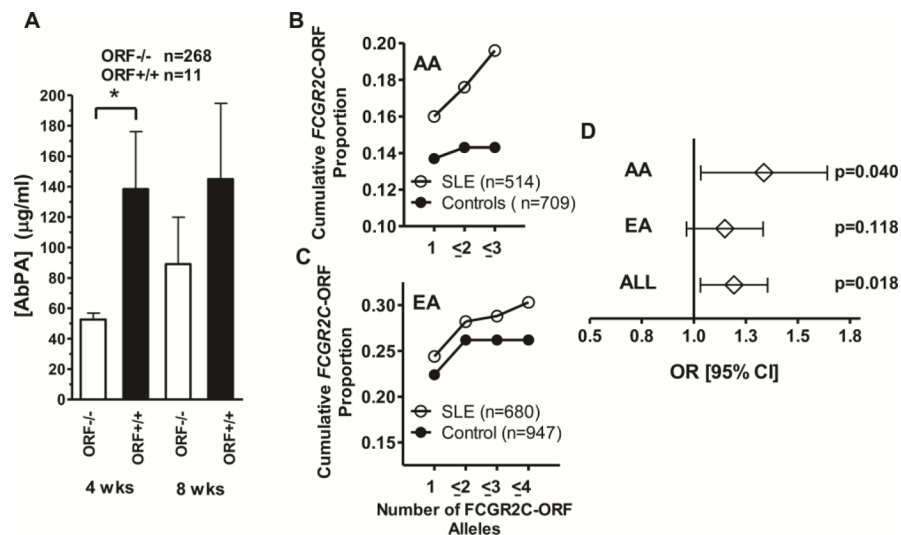 A
ORF-/- n=268
ORF+/+ n=11
*
200
180
160
140
120
100
80
60
40
20
0
[AbPA] (µg/ml)
ORF-/-
ORF+/+
ORF-/-
ORF+/+
4 wks
8 wks
B
AA
0.20
0.18
0.16
0.14
0.12
0.10
Cumulative FCGR2C-ORF
Proportion
SLE (n=514)
Controls ( n=709)
1 ≤2 ≤3
C
EA
0.30
0.25
0.20
0.15
Cumulative FCGR2C-ORF
Proportion
SLE (n=680)
Control (n=947)
1 ≤2 ≤3 ≤4
Number of FCGR2C-ORF
Alleles
D
AA p=0.040
EA p=0.118
ALL p=0.018
0.5 0.8 1.0 1.3 1.5 1.8
OR [95% CI]